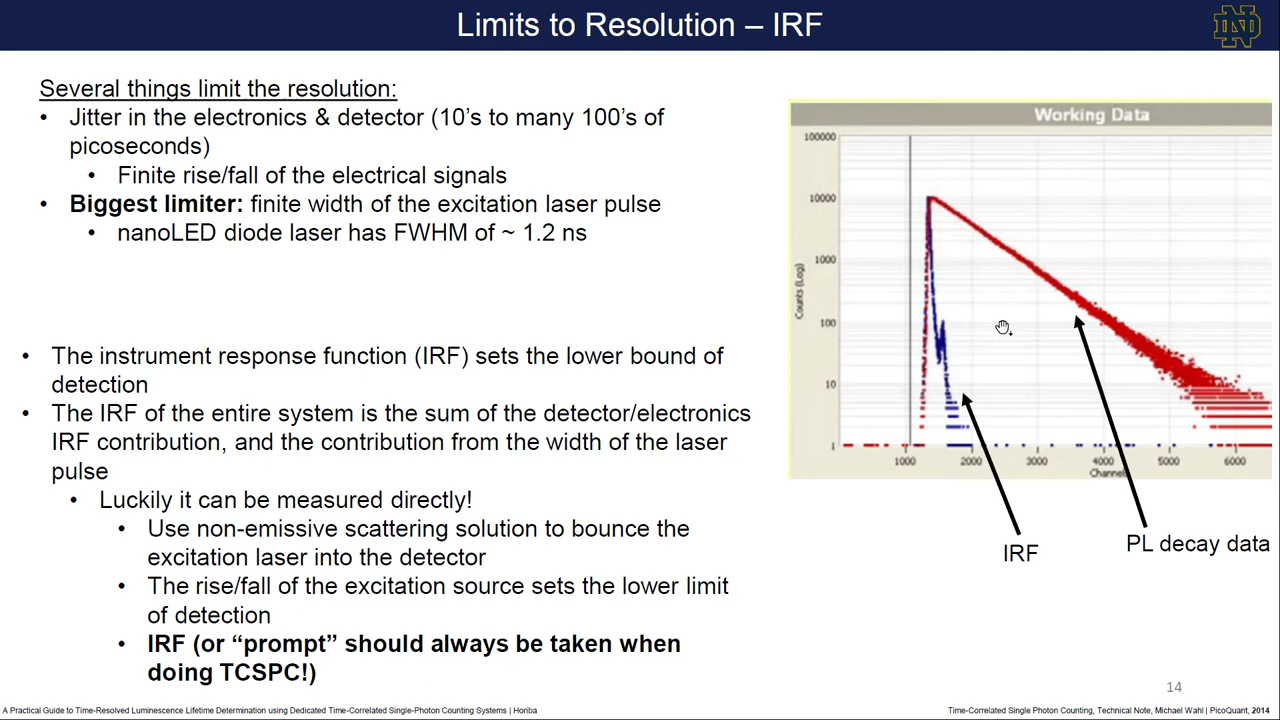 Limits to Resolution – IRF
Several things limit the resolution:
• Jitter in the electronics & detector (10’s to many 100’s of
picoseconds)
• Finite rise/fall of the electrical signals
• Biggest limiter: finite width of the excitation laser pulse
• nanoLED diode laser has FWHM of ~ 1.2 ns
• The instrument response function (IRF) sets the lower bound of
detection
• The IRF of the entire system is the sum of the detector/electronics
IRF contribution, and the contribution from the width of the laser
pulse
• Luckily it can be measured directly!
• Use non-emissive scattering solution to bounce the
excitation laser into the detector
• The rise/fall of the excitation source sets the lower limit
of detection
• IRF (or “prompt” should always be taken when
doing TCSPC!)
Working Data
100000
10000
1000
100
10
1
Counts (Log)
1000 2000 3000 4000 5000 6000
Channels
IRF
PL decay data
14
A Practical Guide to Time-Resolved Luminescence Lifetime Determination using Dedicated Time-Correlated Single-Photon Counting Systems | Horiba
Time-Correlated Single Photon Counting, Technical Note, Michael Wahl | PicoQuant, 2014